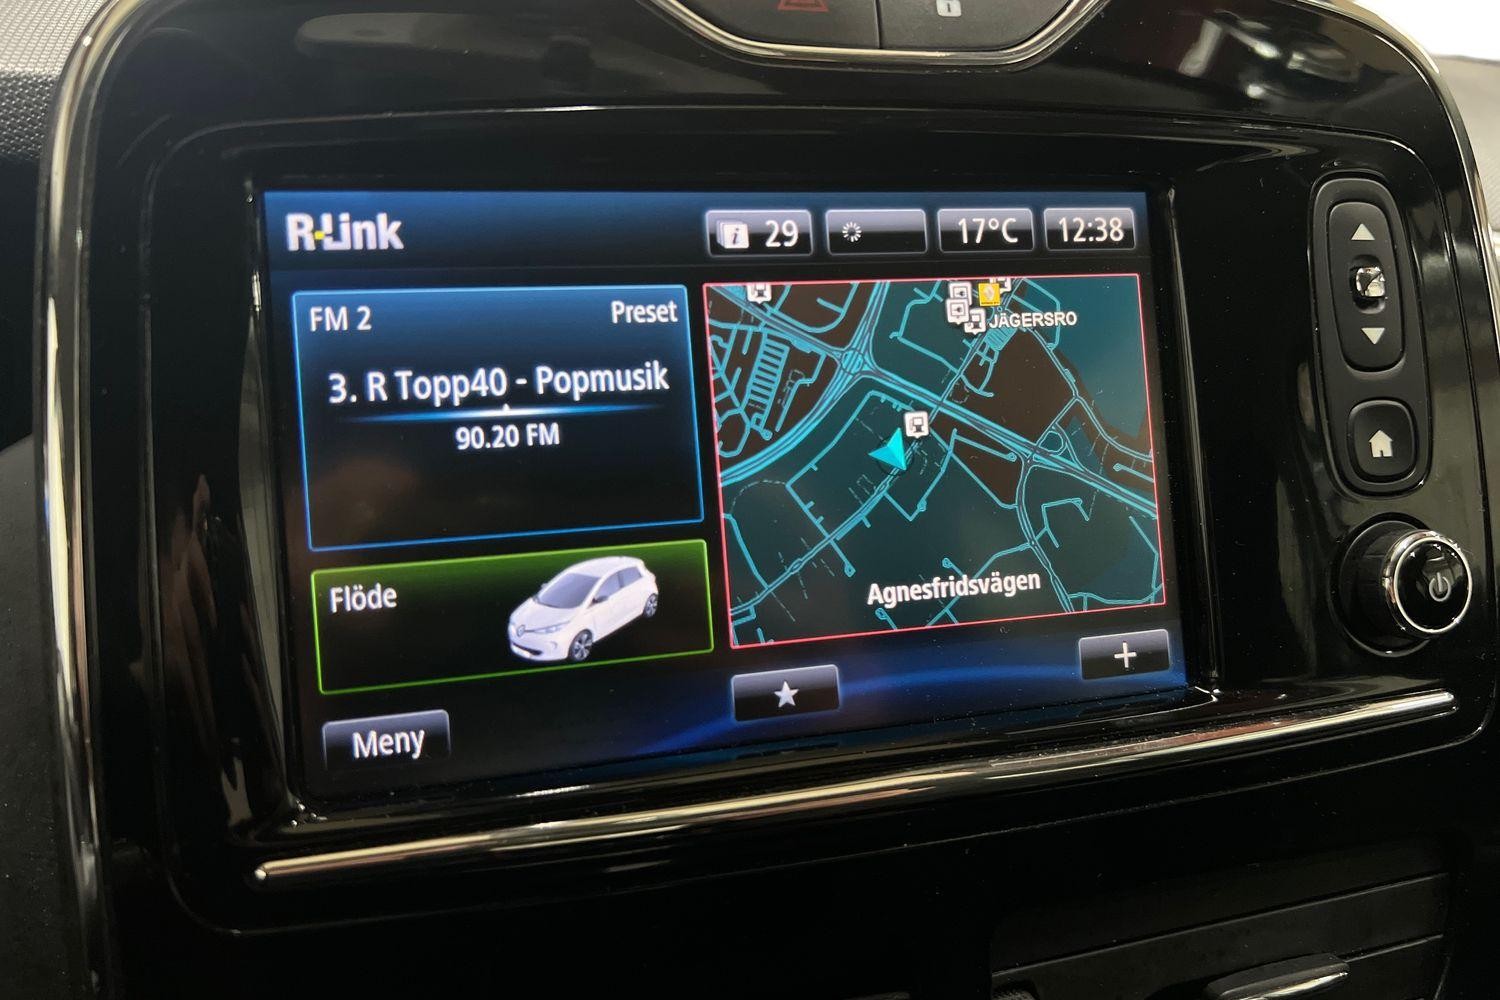 R-Link
29
17°C
12:38
FM 2
Preset
3. R Topp40 - Popmusik
90.20 FM
JÄGERSRO
Agnesfridsvägen
Flöde
Meny